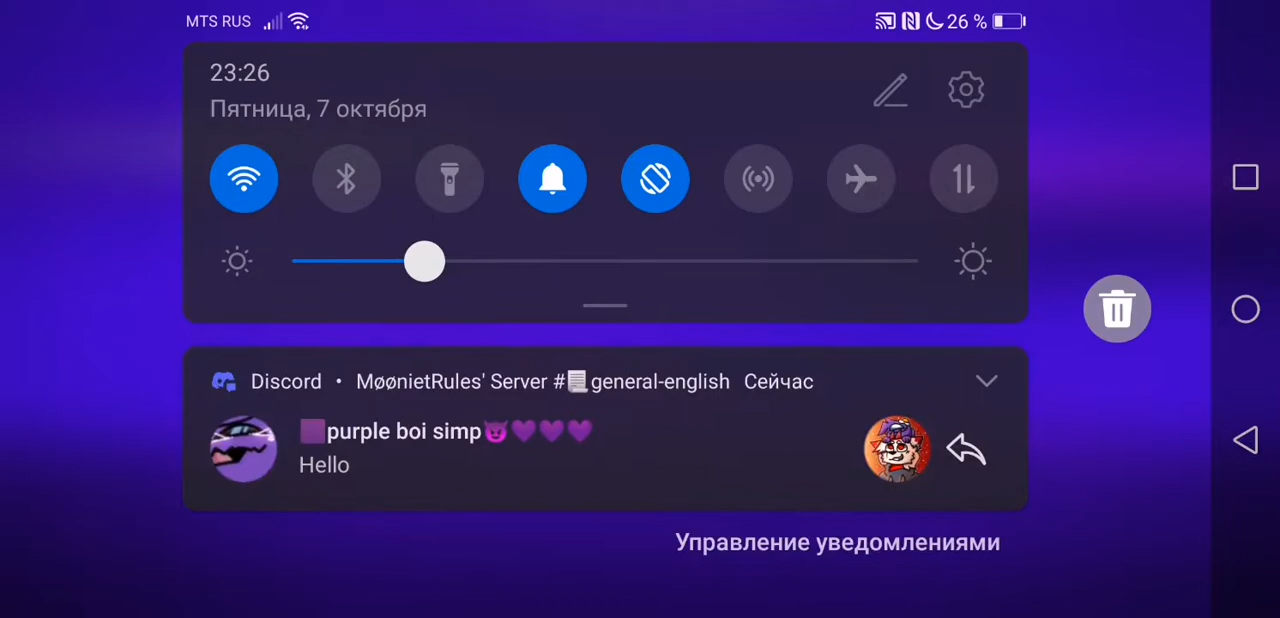 MTS RUS
26 %
23:26
Пятница, 7 октября
Discord • MøønietRules' Server #📃general-english Сейчас
🟪purple boi simp😈💜💜💜
Hello
Управление уведомлениями